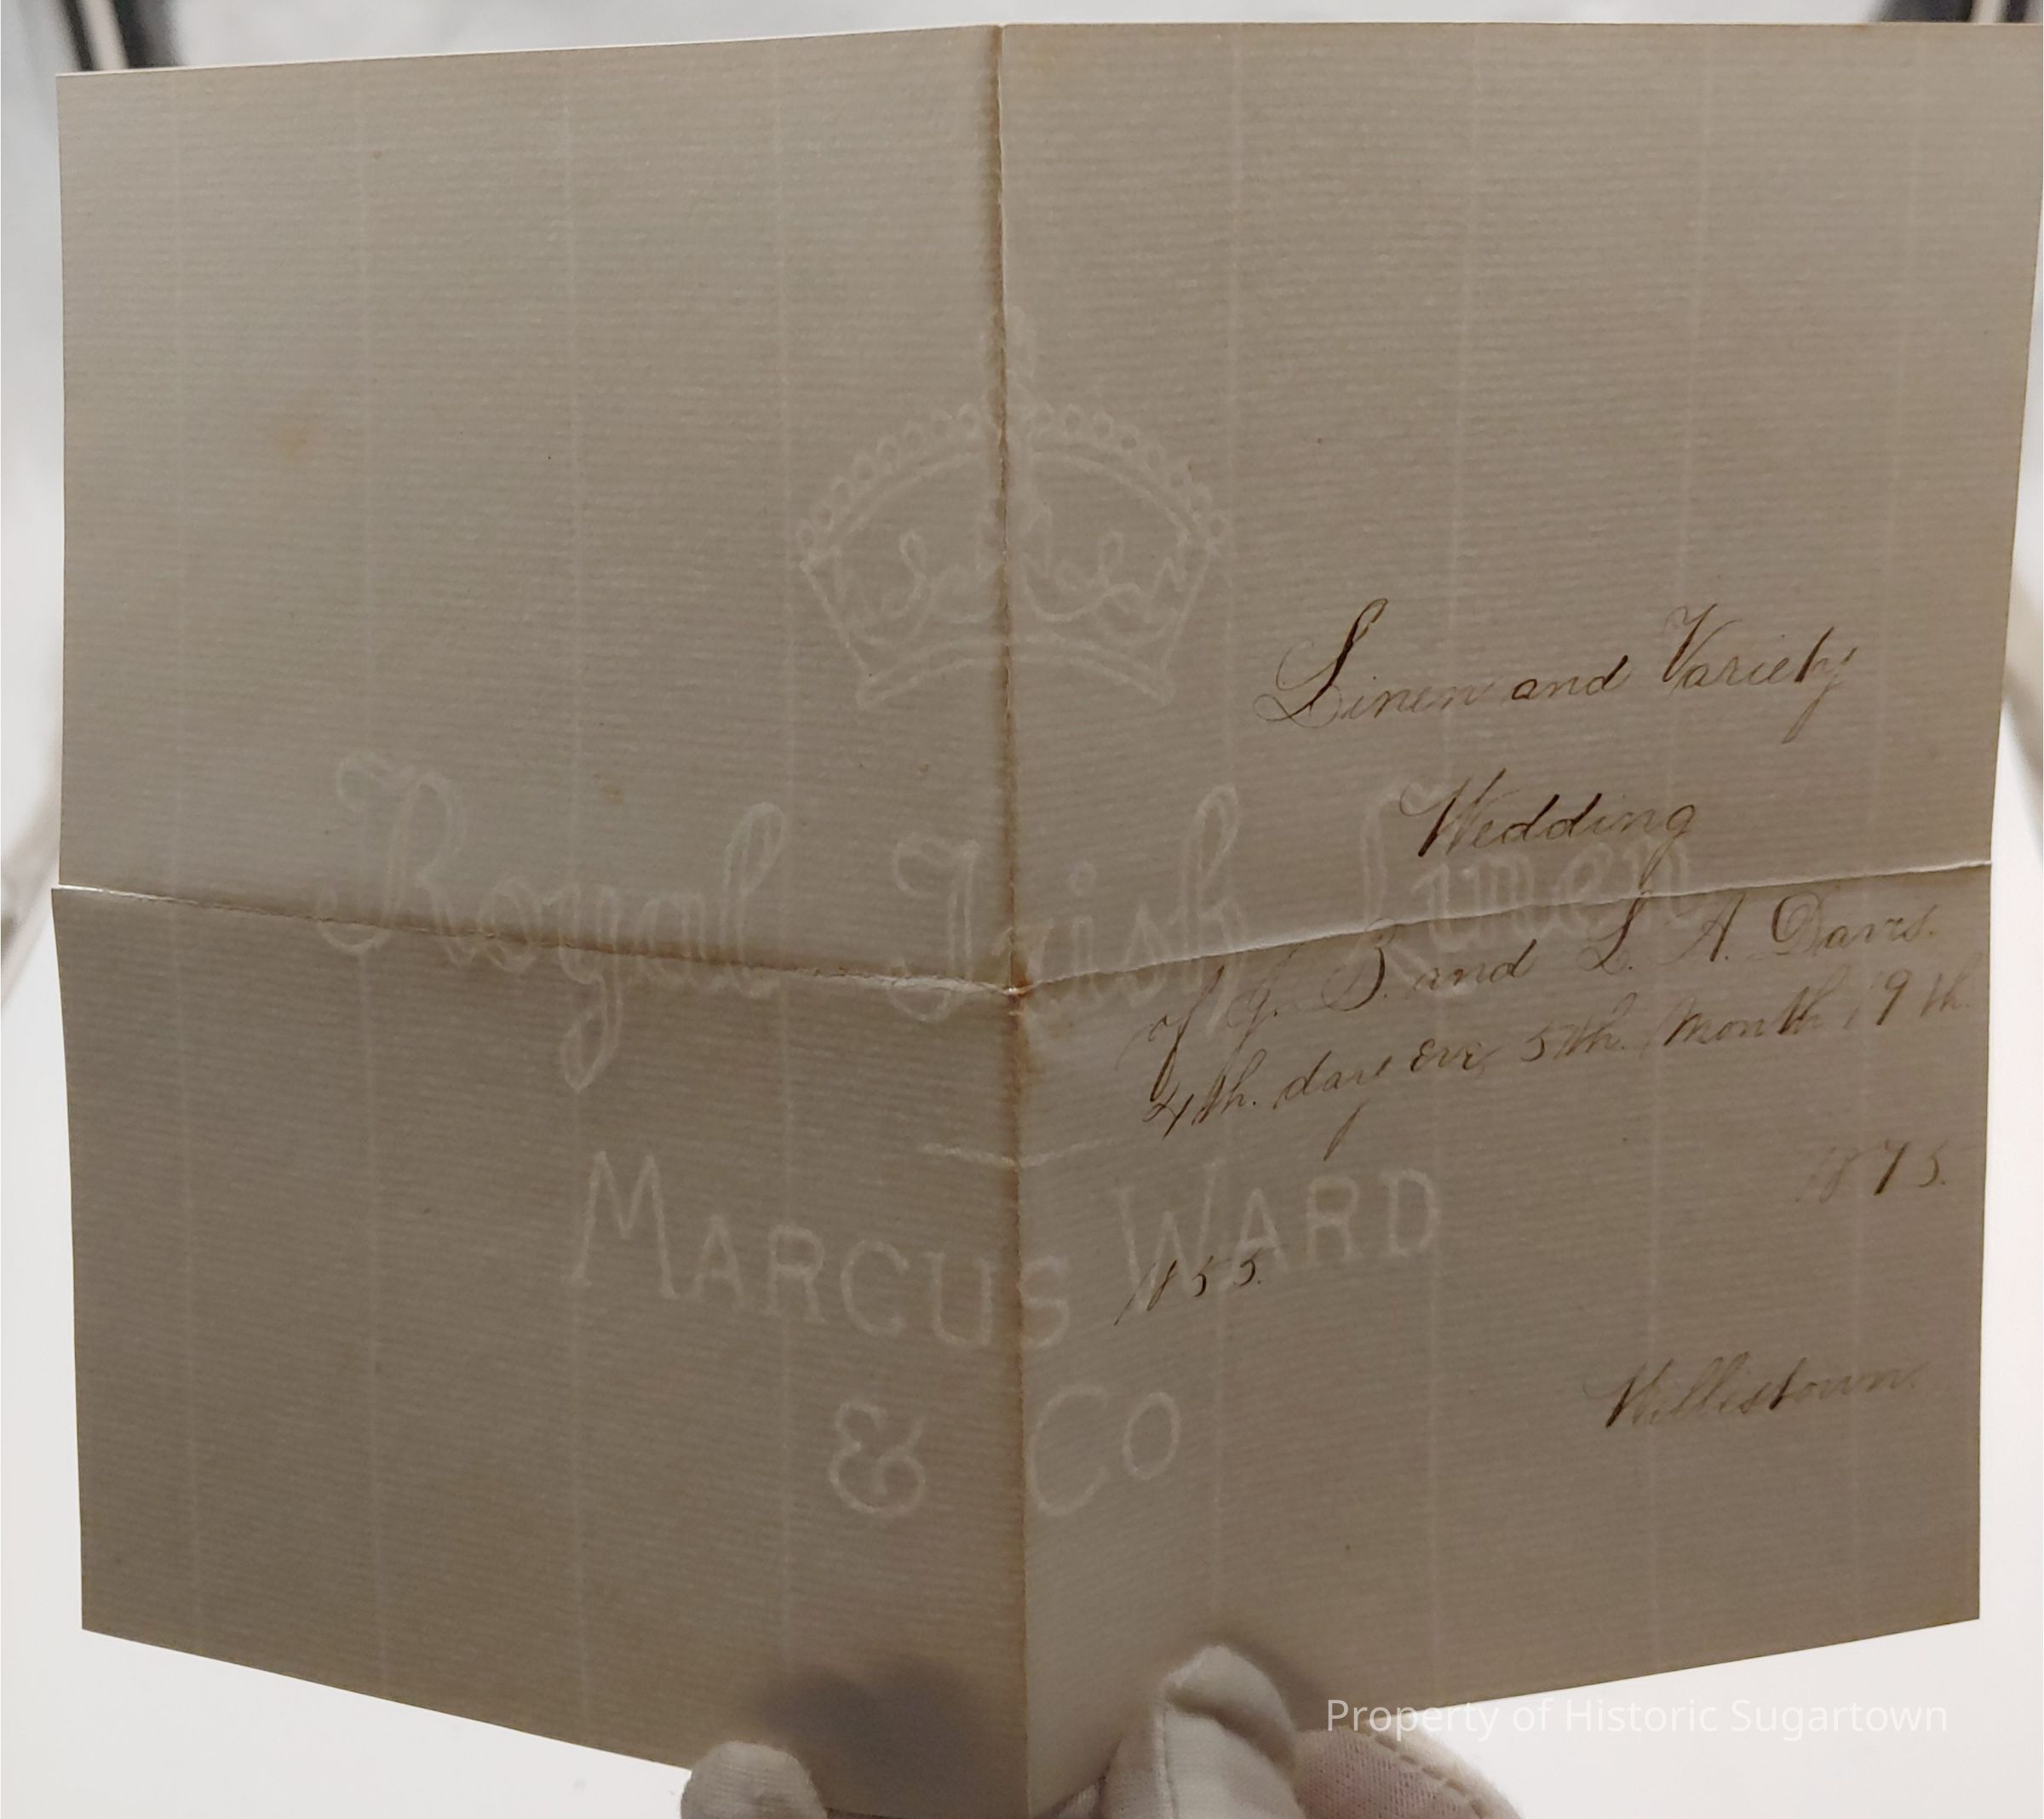 Linen and Variety
Wedding
Royal Irish Linen
of J. B. and L. A. Davis.
4th. day eve, 5th. Month 19th.
1875.
MARCUS WARD
1855.
& Co
Willistown.
Property of Historic Sugartown